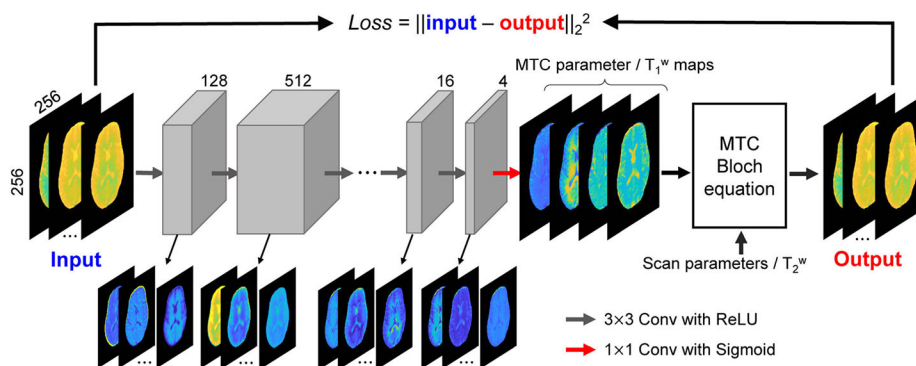 Loss = ||input – output||₂²
128
512
16
4
MTC parameter / T₁ʷ maps
256
256
MTC
Bloch
equation
...
...
...
Input
Scan parameters / T₂ʷ
Output
3×3 Conv with ReLU
1×1 Conv with Sigmoid
...
...
...
...